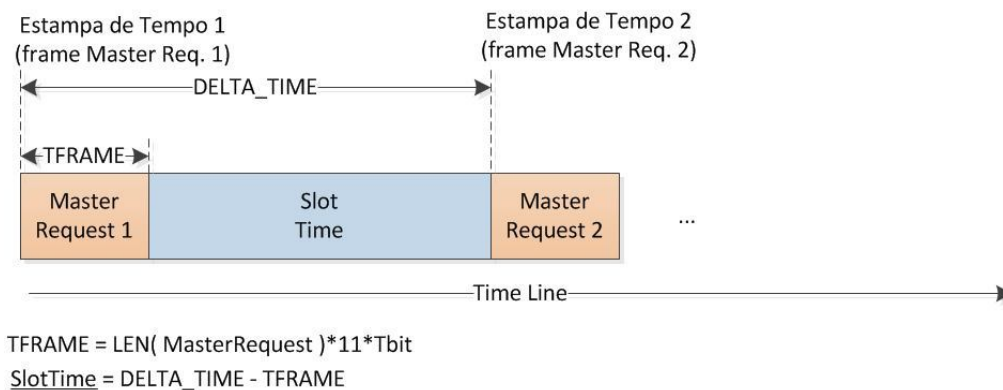 Estampa de Tempo 1
(frame Master Req. 1)
Estampa de Tempo 2
(frame Master Req. 2)
DELTA_TIME
TFRAME
Master
Request 1
Slot
Time
Master
Request 2
...
Time Line
TFRAME = LEN( MasterRequest )*11*Tbit
SlotTime = DELTA_TIME - TFRAME